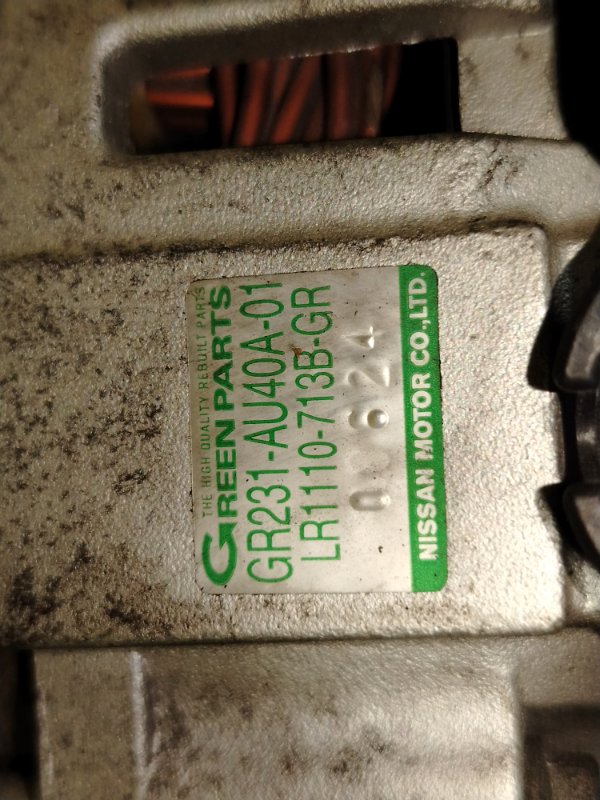 THE HIGH QUALITY REBUILT PARTS
GREEN PARTS
GR231-AU40A-01
LR1110-713B-GR
NISSAN MOTOR CO.,LTD.